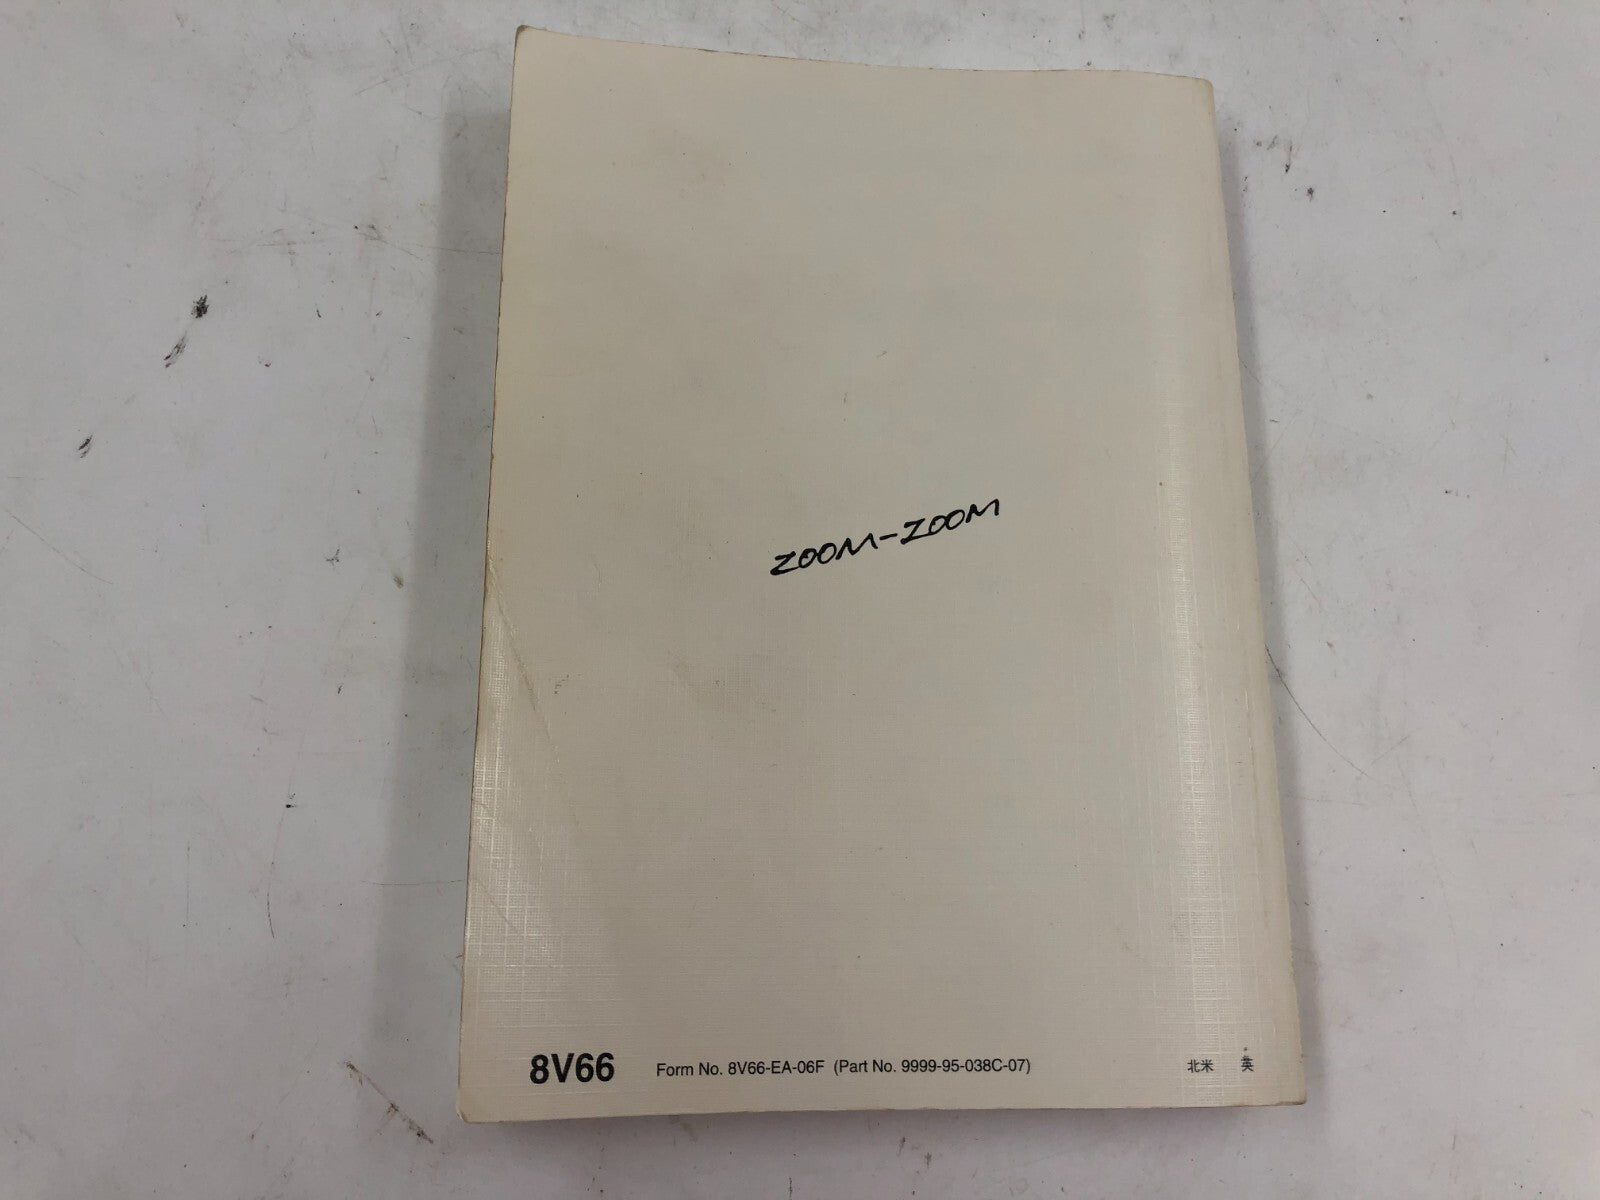 ZOOM-ZOOM
8V66 Form No. 8V66-EA-06F (Part No. 9999-95-038C-07) 北米 英